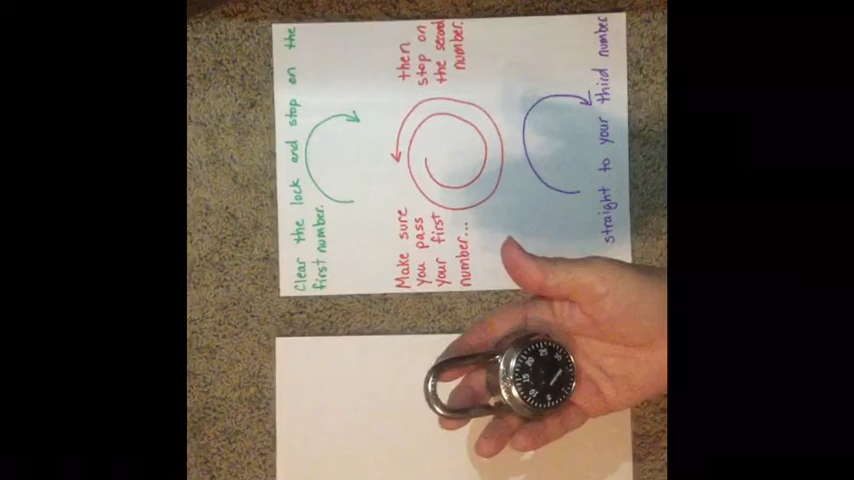 Clear the lock and stop on the
first number.
Make sure
you pass
your first
number...
then
stop on
the second
number.
straight to your third number